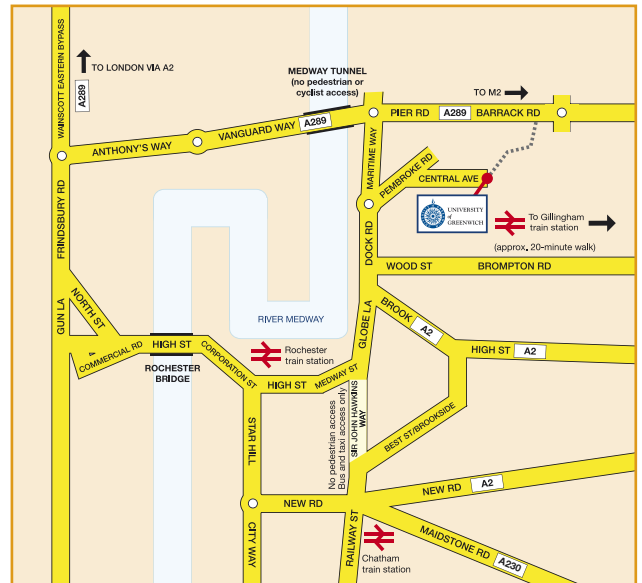 WAINSCOTT EASTERN BYPASS
A289
TO LONDON VIA A2
MEDWAY TUNNEL
(no pedestrian or
cyclist access)
TO M2
ANTHONY'S WAY
VANGUARD WAY
A289
PIER RD
A289
BARRACK RD
MARITIME WAY
PEMBROKE RD
CENTRAL AVE
UNIVERSITY
of
GREENWICH
To Gillingham
train station
(approx. 20-minute walk)
FRINDSBURY RD
DOCK RD
WOOD ST
BROMPTON RD
GUN LA
NORTH ST
COMMERCIAL RD
HIGH ST
ROCHESTER
BRIDGE
CORPORATION ST
RIVER MEDWAY
Rochester
train station
GLOBE LA
BROOK
A2
HIGH ST
A2
HIGH ST
MEDWAY ST
STAR HILL
No pedestrian access
Bus and taxi access only
SIR JOHN HAWKINS
WAY
BEST ST/BROOKSIDE
NEW RD
NEW RD
A2
CITY WAY
RAILWAY ST
Chatham
train station
MAIDSTONE RD
A230